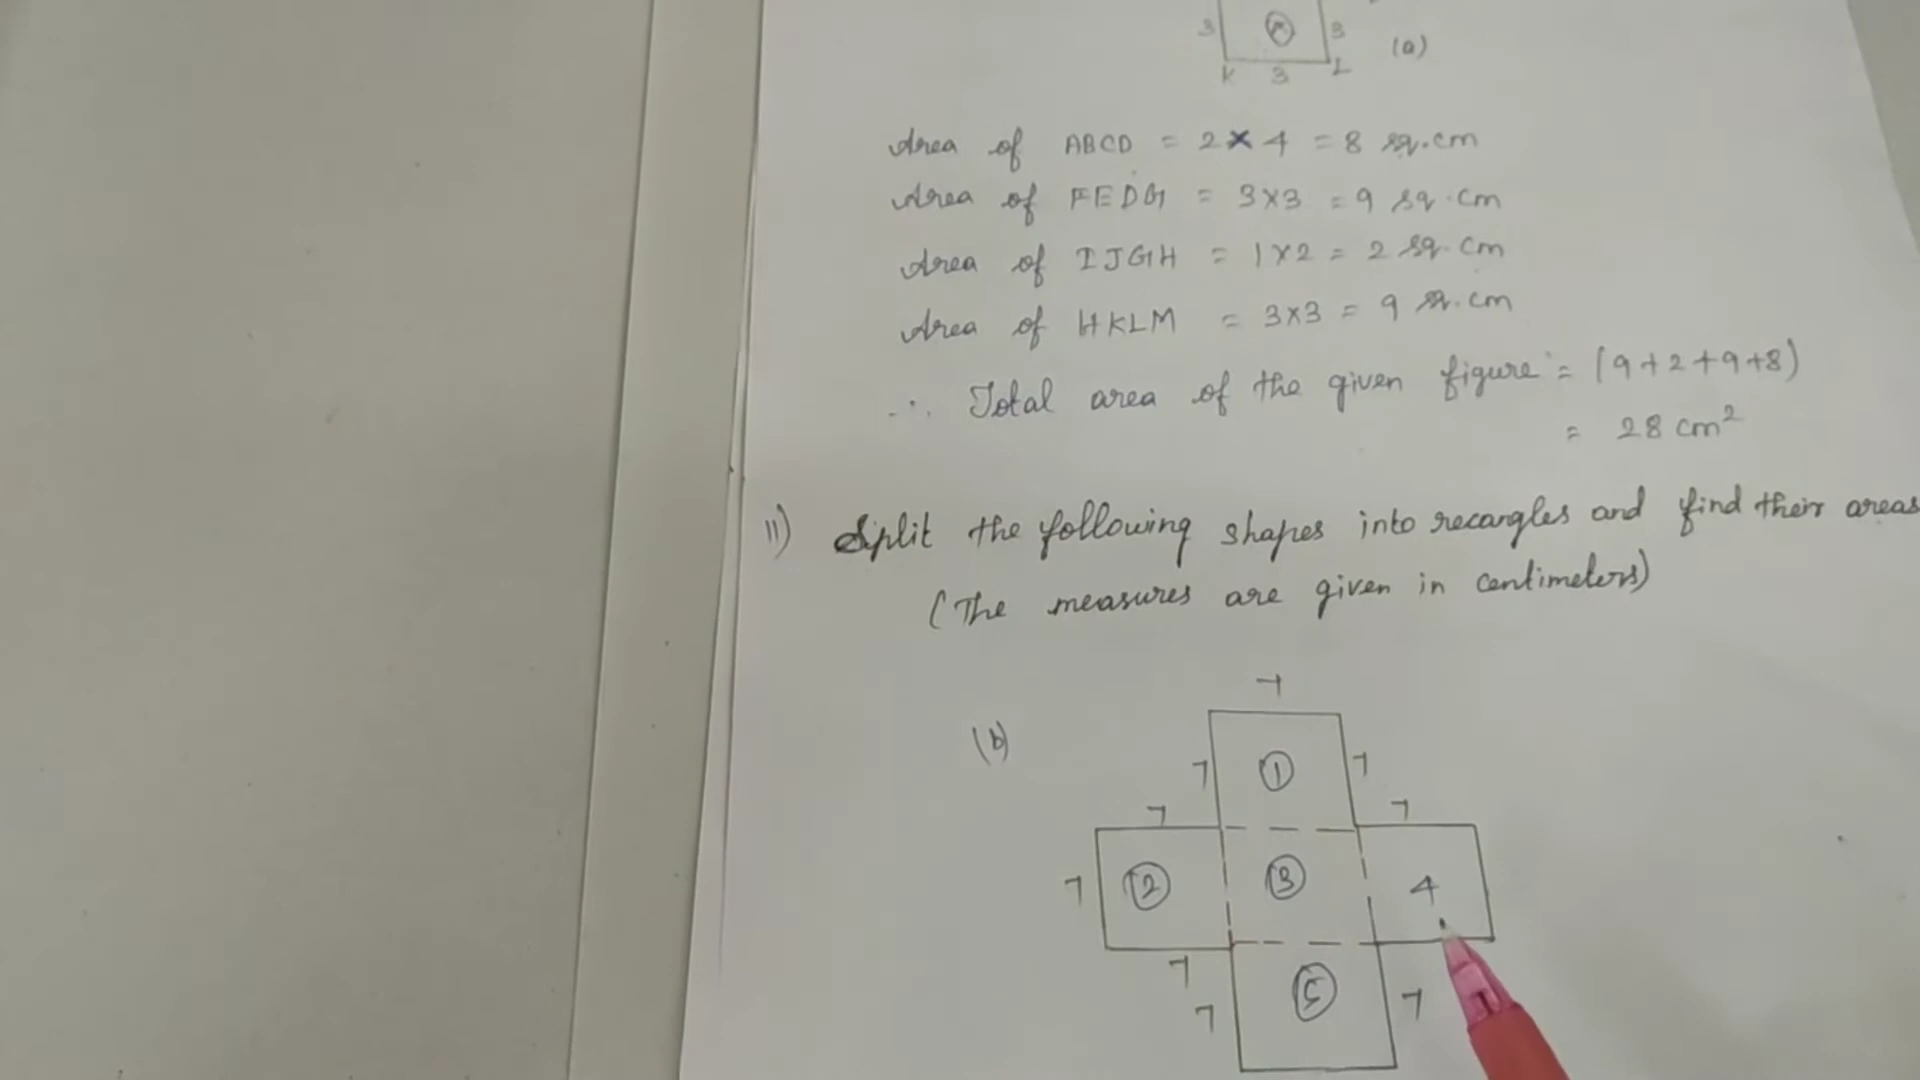 3 3 (a)
K 3 L
Area of ABCD = 2 × 4 = 8 sq.cm
Area of FEDG = 3×3 = 9 sq.cm
Area of IJGH = 1×2 = 2 sq.cm
Area of HKLM = 3×3 = 9 sq.cm
∴ Total area of the given figure = (9+2+9+8)
= 28 cm²
11) Split the following shapes into recangles and find their areas
(The measures are given in centimeters)
7
(b)
7 ① 7
7 7
7 ② ③ 4
7
7 ⑤ 7